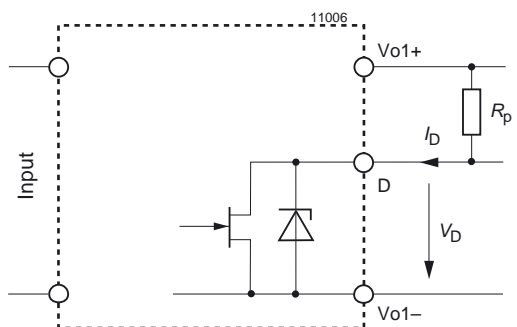 11006
Vo1+
Rp
ID
Input
D
VD
Vo1–